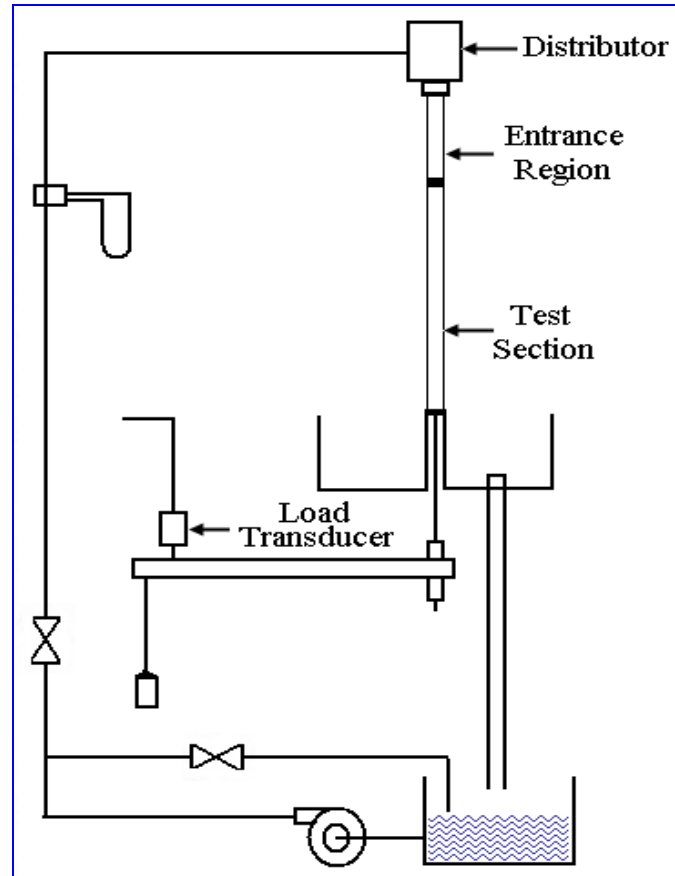 Distributor
Entrance
Region
Test
Section
Load
Transducer